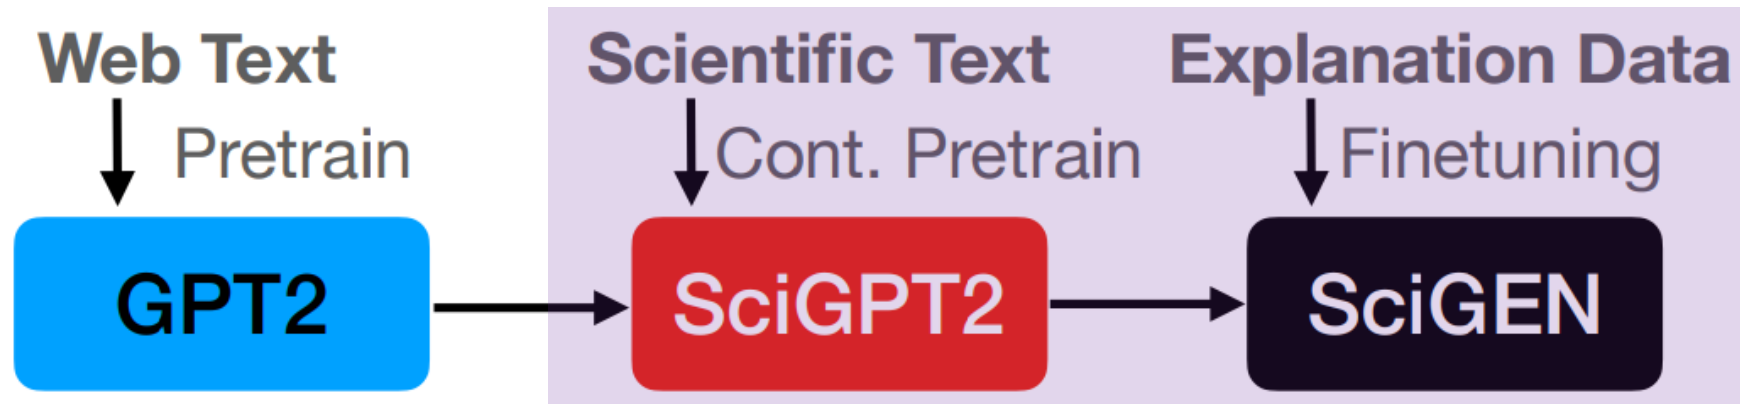 Web Text
Scientific Text
Explanation Data
Pretrain
Cont. Pretrain
Finetuning
GPT2
SciGPT2
SciGEN